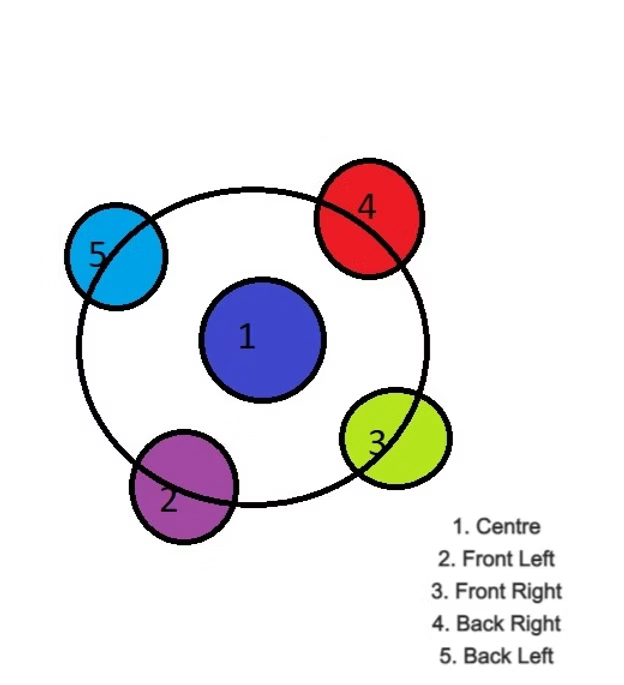 4
5
1
3
2
1. Centre
2. Front Left
3. Front Right
4. Back Right
5. Back Left